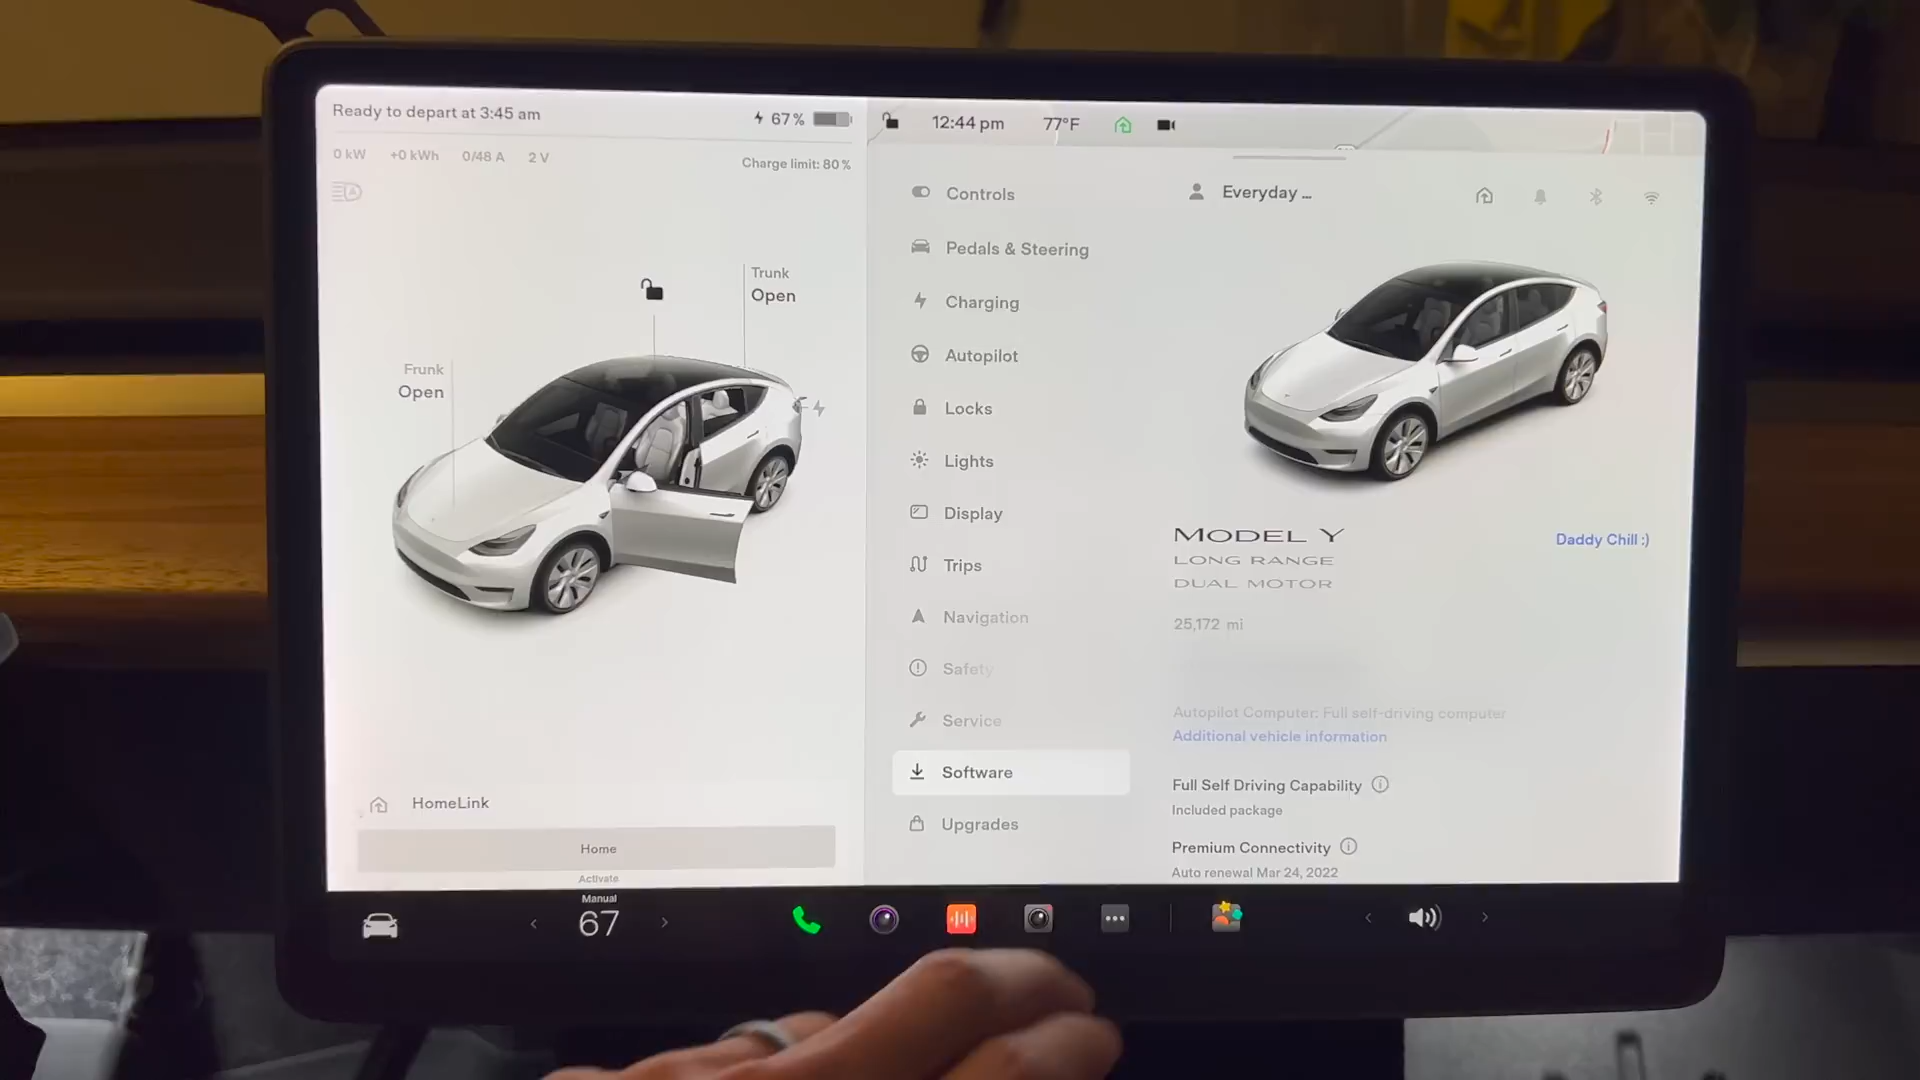 Ready to depart at 3:45 am
67%
0 kW +0 kWh 0/48 A 2 V
Charge limit: 80%
Trunk
Open
Frunk
Open
HomeLink
Home
Activate
12:44 pm 77°F
Controls
Pedals & Steering
Charging
Autopilot
Locks
Lights
Display
Trips
Navigation
Safety
Service
Software
Upgrades
Everyday ...
MODEL Y
LONG RANGE
DUAL MOTOR
Daddy Chill :)
25,172 mi
Autopilot Computer: Full self-driving computer
Additional vehicle information
Full Self Driving Capability
Included package
Premium Connectivity
Auto renewal Mar 24, 2022
Manual
67